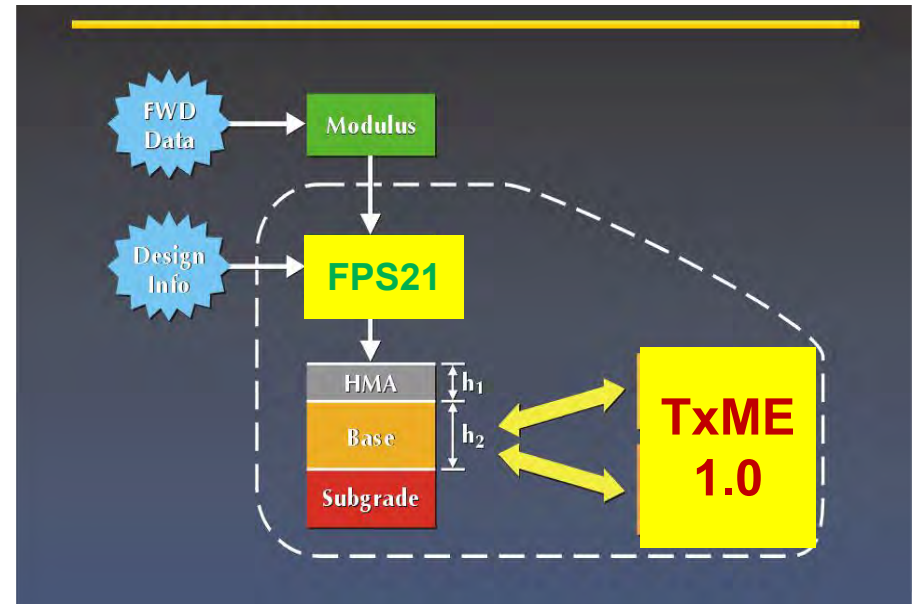 FWD
Data
Modulus
Design
Info
FPS21
HMA
h₁
Base
h₂
Subgrade
TxME
1.0